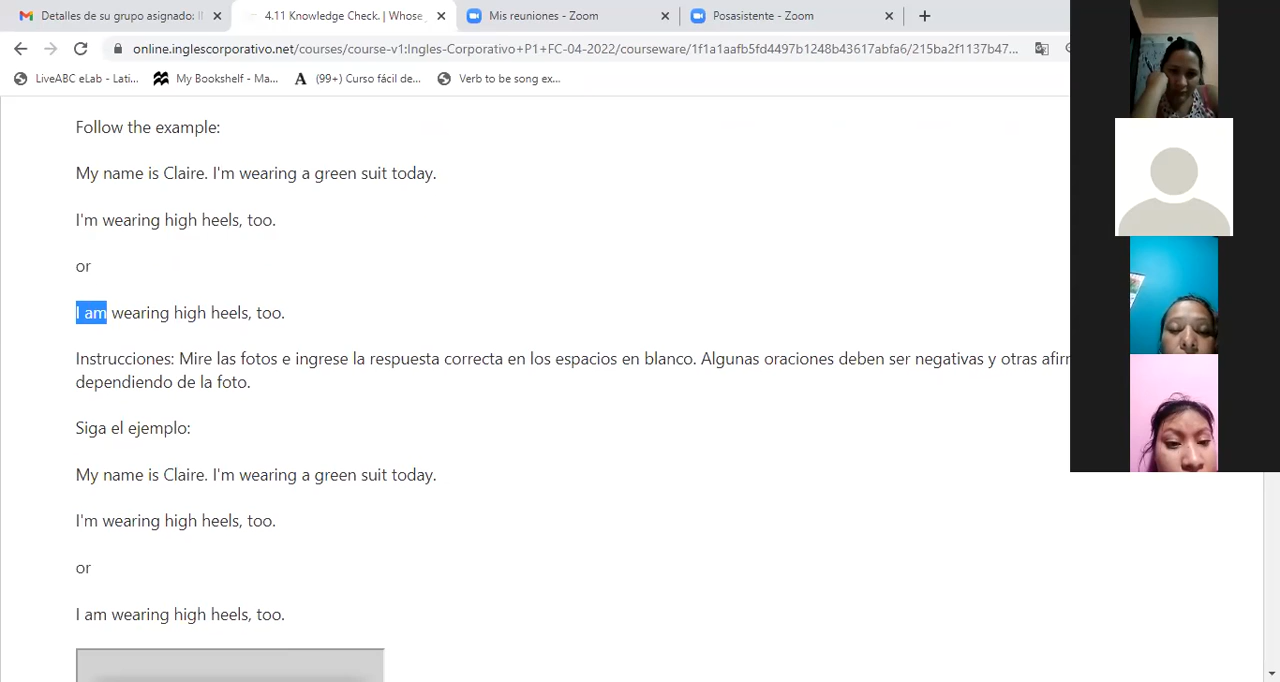 Detalles de su grupo asignado: I
4.11 Knowledge Check. | Whose
Mis reuniones - Zoom
Posasistente - Zoom
online.inglescorporativo.net/courses/course-v1:Ingles-Corporativo+P1+FC-04-2022/courseware/1f1a1aafb5fd4497b1248b43617abfa6/215ba2f1137b47...
LiveABC eLab - Lati...
My Bookshelf - Ma...
(99+) Curso fácil de...
Verb to be song ex...
Follow the example:
My name is Claire. I'm wearing a green suit today.
I'm wearing high heels, too.
or
I am wearing high heels, too.
Instrucciones: Mire las fotos e ingrese la respuesta correcta en los espacios en blanco. Algunas oraciones deben ser negativas y otras afir
dependiendo de la foto.
Siga el ejemplo:
My name is Claire. I'm wearing a green suit today.
I'm wearing high heels, too.
or
I am wearing high heels, too.